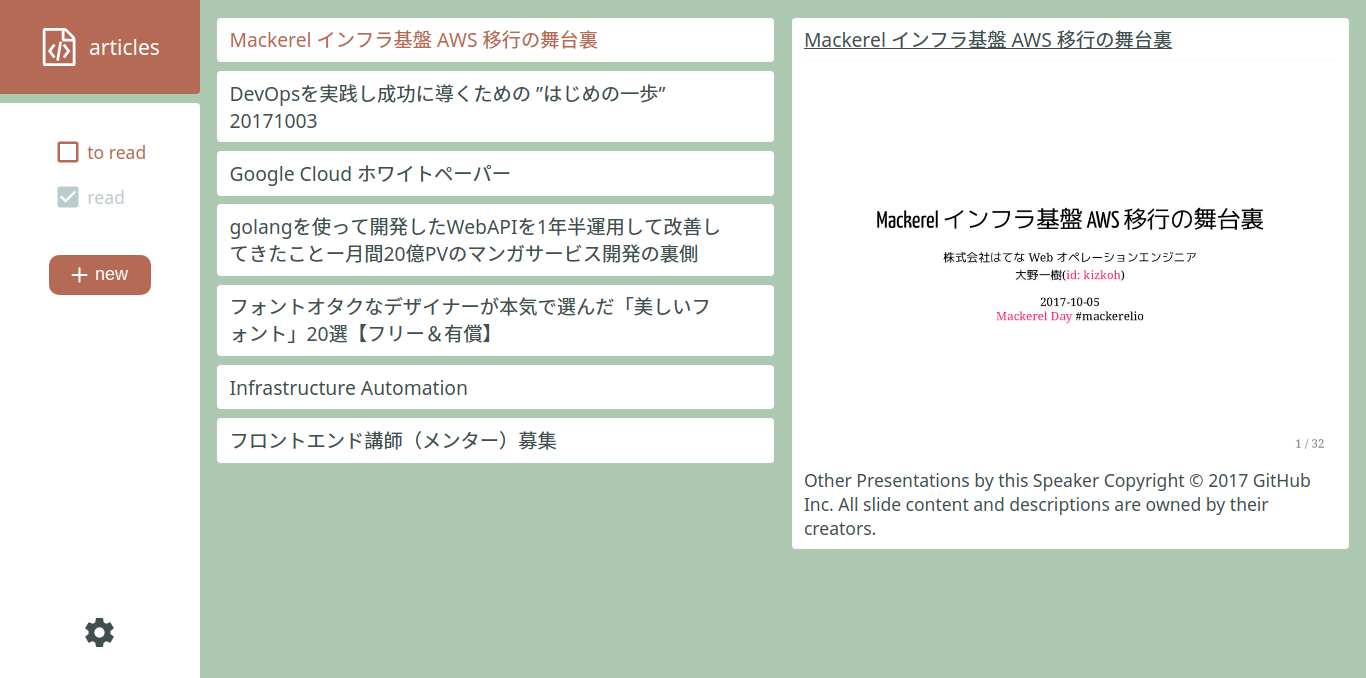 articles
to read
read
new
Mackerel インフラ基盤 AWS 移行の舞台裏
DevOpsを実践し成功に導くための ”はじめの一歩”
20171003
Google Cloud ホワイトペーパー
golangを使って開発したWebAPIを1年半運用して改善し
てきたことー月間20億PVのマンガサービス開発の裏側
フォントオタクなデザイナーが本気で選んだ「美しいフ
ォント」20選【フリー＆有償】
Infrastructure Automation
フロントエンド講師（メンター）募集
Mackerel インフラ基盤 AWS 移行の舞台裏
Mackerel インフラ基盤 AWS 移行の舞台裏
株式会社はてな Web オペレーションエンジニア
大野一樹(id: kizkoh)
2017-10-05
Mackerel Day #mackerelio
1 / 32
Other Presentations by this Speaker Copyright © 2017 GitHub
Inc. All slide content and descriptions are owned by their
creators.